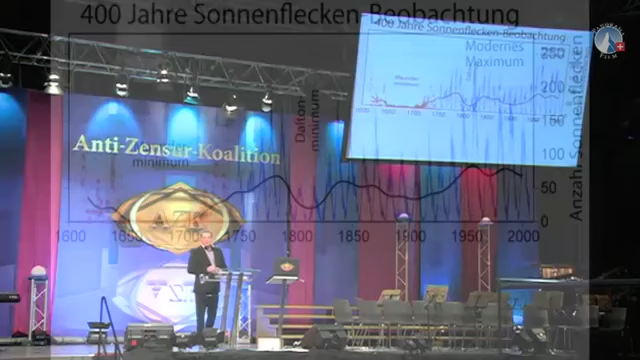 400 Jahre Sonnenflecken-Beobachtung
400 Jahre Sonnenflecken-Beobachtung
Modernes
Maximum
250
200
150
100
50
0
Anzahl Sonnenflecken
Dalton-
minimum
minimum
Anti-Zensur-Koalition
AZK
1600
1650
1700
1750
1800
1850
1900
1950
2000